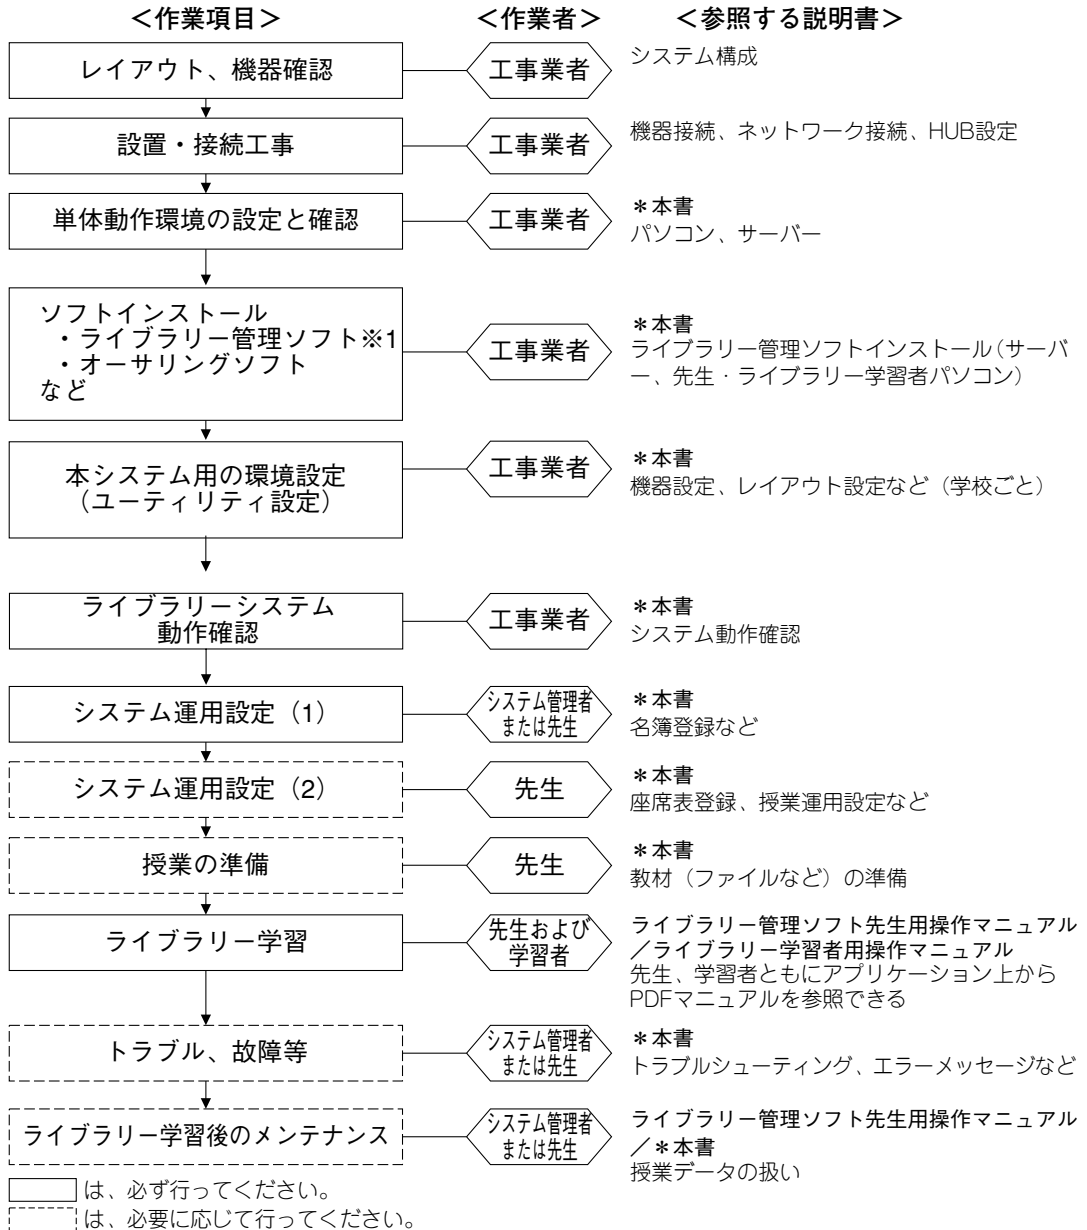 ＜作業項目＞
＜作業者＞
＜参照する説明書＞
レイアウト、機器確認
工事業者
システム構成
設置・接続工事
工事業者
機器接続、ネットワーク接続、HUB設定
単体動作環境の設定と確認
工事業者
＊本書
パソコン、サーバー
ソフトインストール
・ライブラリー管理ソフト※1
・オーサリングソフト
など
工事業者
＊本書
ライブラリー管理ソフトインストール（サーバ
ー、先生・ライブラリー学習者パソコン）
本システム用の環境設定
（ユーティリティ設定）
工事業者
＊本書
機器設定、レイアウト設定など（学校ごと）
ライブラリーシステム
動作確認
工事業者
＊本書
システム動作確認
システム運用設定（1）
システム管理者
または先生
＊本書
名簿登録など
システム運用設定（2）
先生
＊本書
座席表登録、授業運用設定など
授業の準備
先生
＊本書
教材（ファイルなど）の準備
ライブラリー学習
先生および
学習者
ライブラリー管理ソフト先生用操作マニュアル
／ライブラリー学習者用操作マニュアル
先生、学習者ともにアプリケーション上から
PDFマニュアルを参照できる
トラブル、故障等
システム管理者
または先生
＊本書
トラブルシューティング、エラーメッセージなど
ライブラリー学習後のメンテナンス
システム管理者
または先生
ライブラリー管理ソフト先生用操作マニュアル
／＊本書
授業データの扱い
は、必ず行ってください。
は、必要に応じて行ってください。